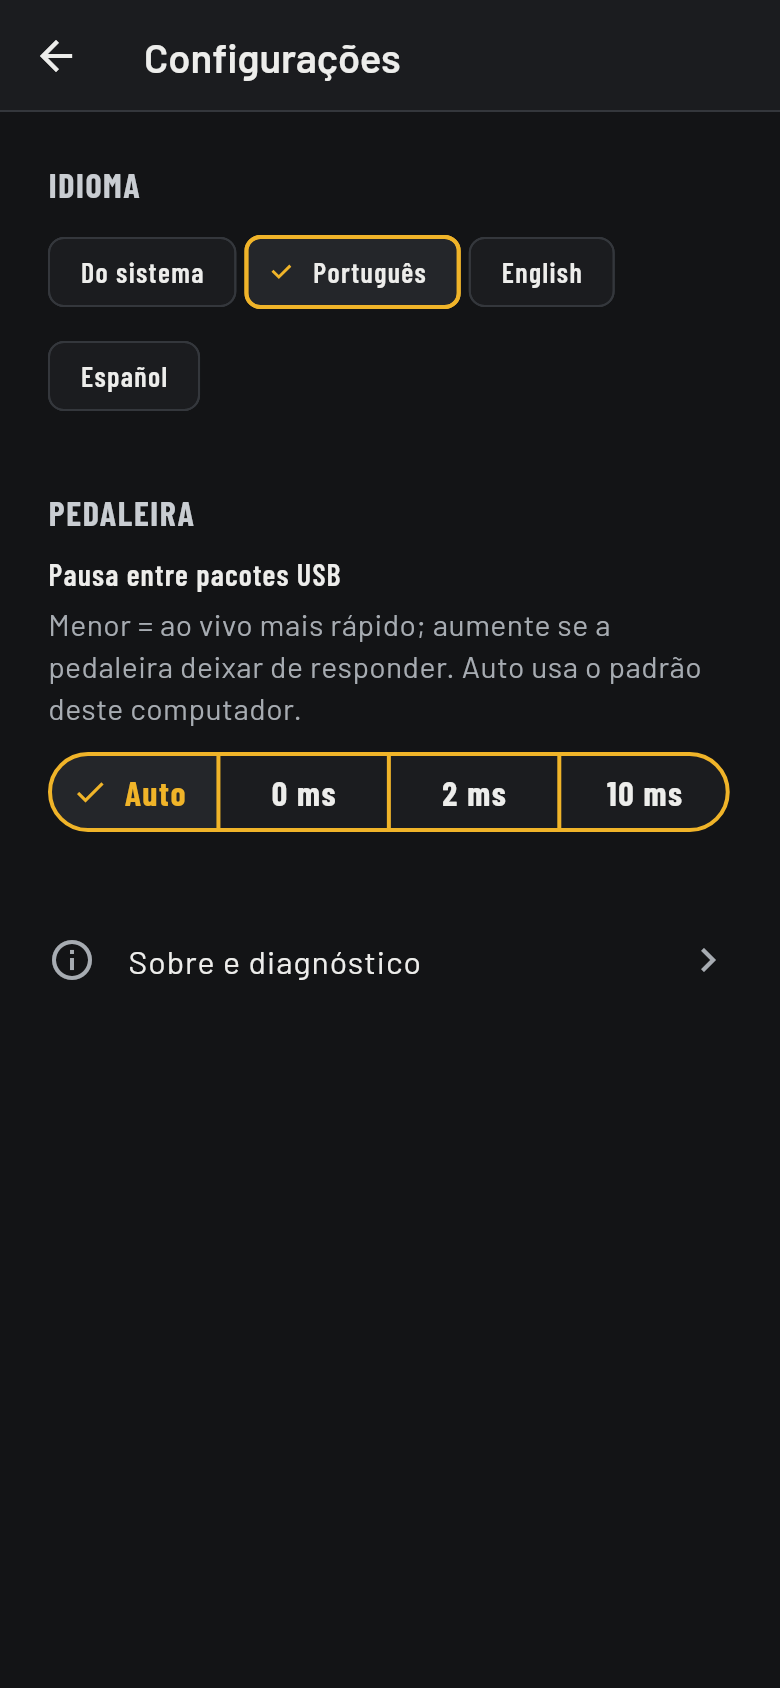 Configurações
IDIOMA
Do sistema
Português
English
Español
PEDALEIRA
Pausa entre pacotes USB
Menor = ao vivo mais rápido; aumente se a
pedaleira deixar de responder. Auto usa o padrão
deste computador.
Auto
0 ms
2 ms
10 ms
Sobre e diagnóstico